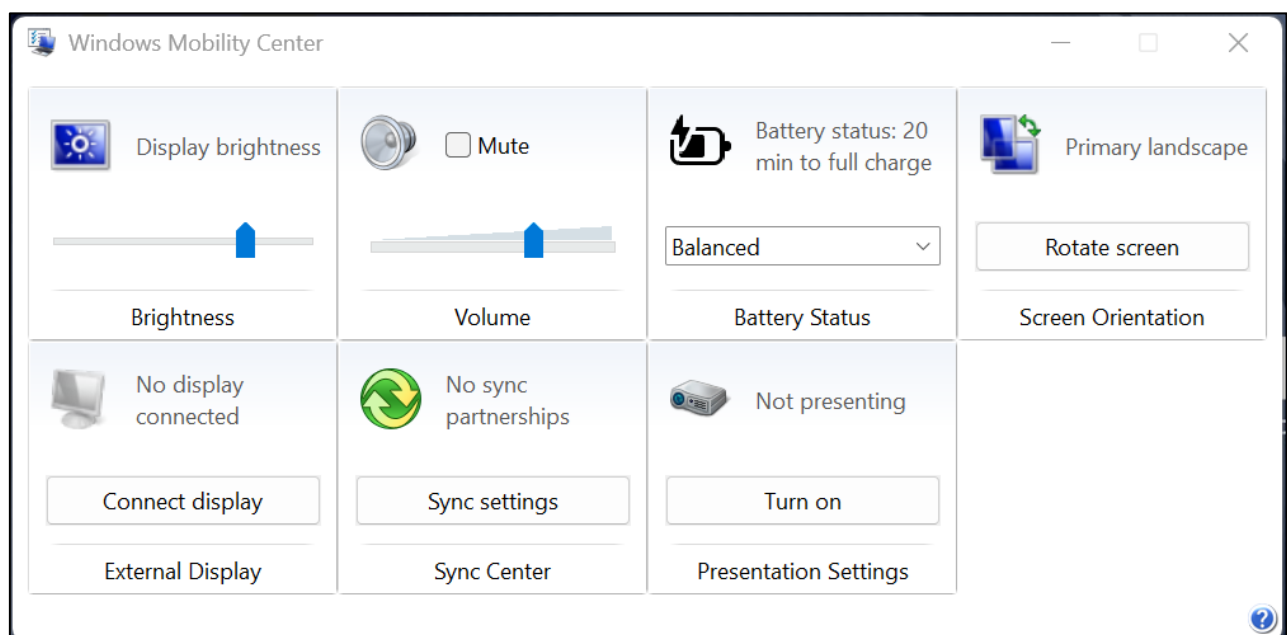 Windows Mobility Center
Display brightness
Brightness
Mute
Volume
Battery status: 20
min to full charge
Balanced
Battery Status
Primary landscape
Rotate screen
Screen Orientation
No display
connected
Connect display
External Display
No sync
partnerships
Sync settings
Sync Center
Not presenting
Turn on
Presentation Settings
?